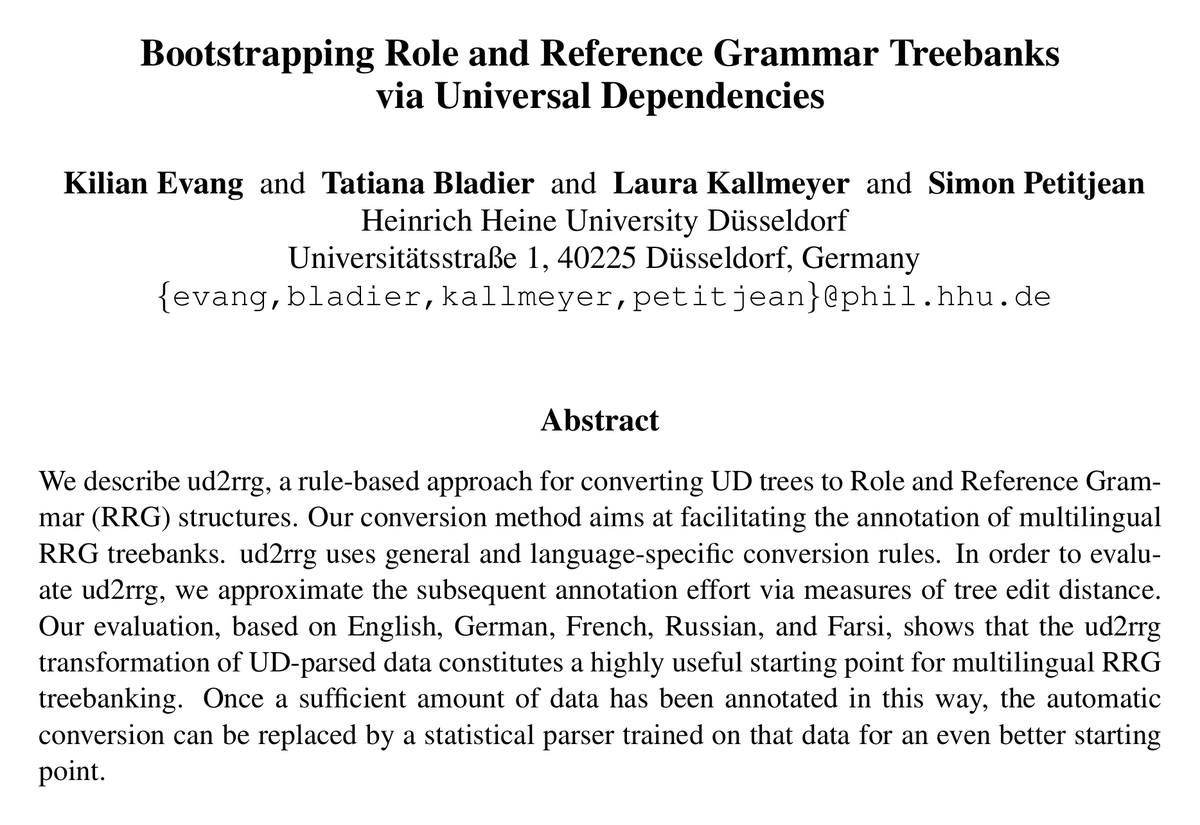 Bootstrapping Role and Reference Grammar Treebanks
via Universal Dependencies
Kilian Evang and Tatiana Bladier and Laura Kallmeyer and Simon Petitjean
Heinrich Heine University Düsseldorf
Universitätsstraße 1, 40225 Düsseldorf, Germany
{evang,bladier,kallmeyer,petitjean}@phil.hhu.de
Abstract
We describe ud2rrg, a rule-based approach for converting UD trees to Role and Reference Gram-
mar (RRG) structures. Our conversion method aims at facilitating the annotation of multilingual
RRG treebanks. ud2rrg uses general and language-specific conversion rules. In order to evalu-
ate ud2rrg, we approximate the subsequent annotation effort via measures of tree edit distance.
Our evaluation, based on English, German, French, Russian, and Farsi, shows that the ud2rrg
transformation of UD-parsed data constitutes a highly useful starting point for multilingual RRG
treebanking. Once a sufficient amount of data has been annotated in this way, the automatic
conversion can be replaced by a statistical parser trained on that data for an even better starting
point.